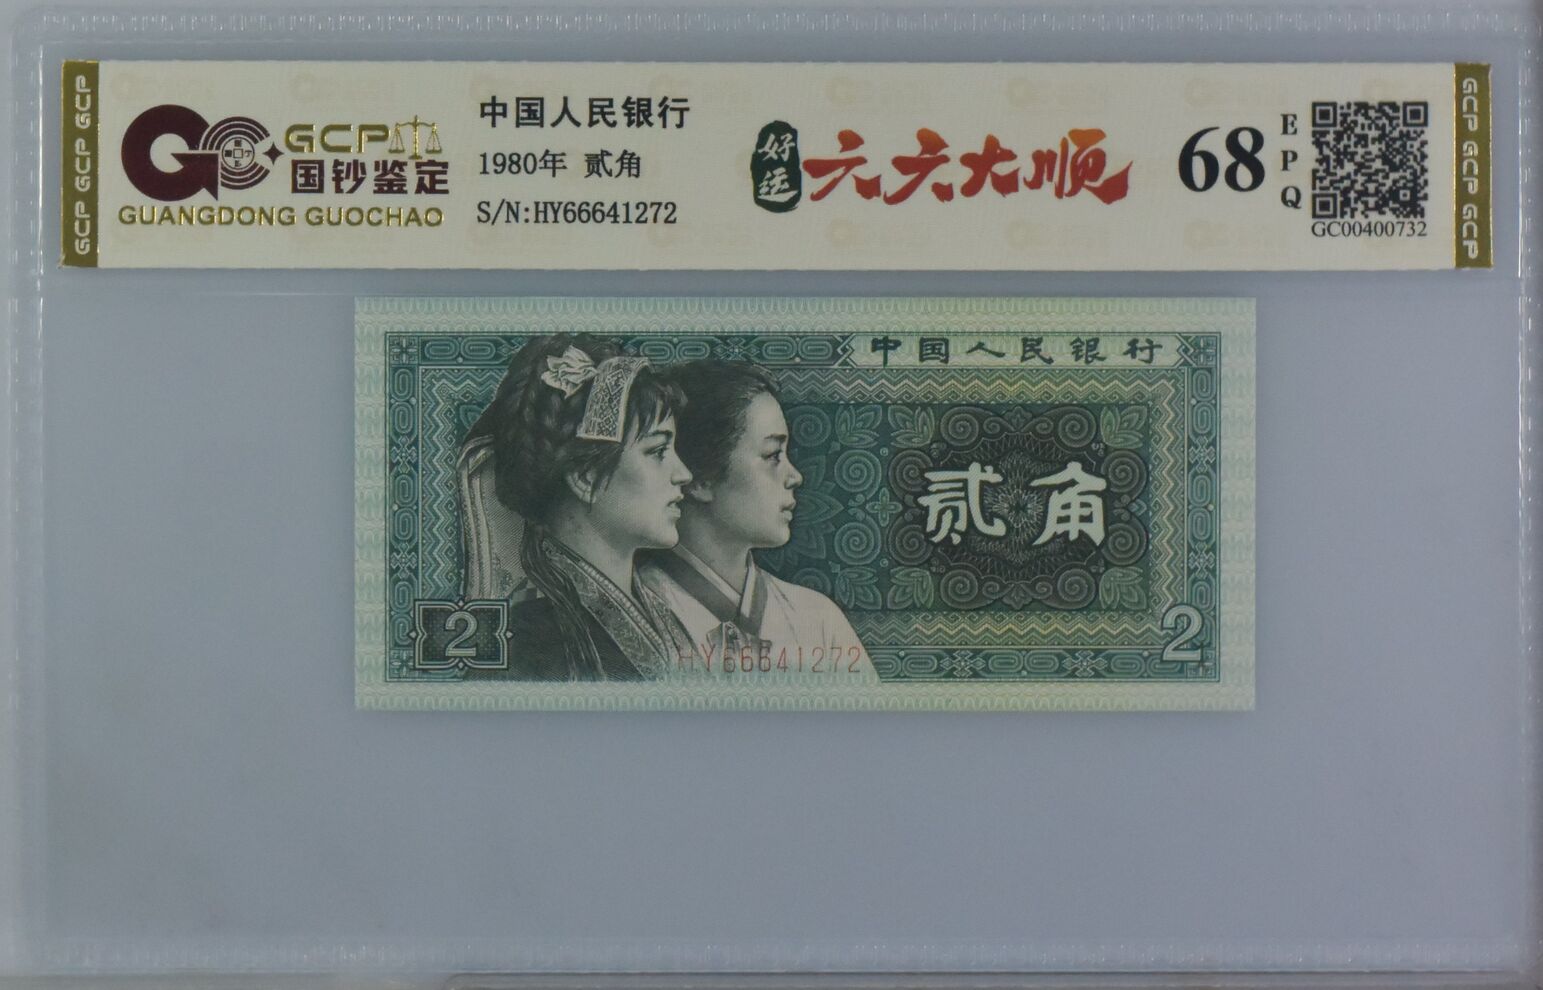 GCP GCP GCP
GCP
国钞鉴定
GUANGDONG GUOCHAO
中国人民银行
1980年 贰角
S/N:HY66641272
好运
六六大顺
68
EPQ
GC00400732
GCP GCP GCP
中国人民银行
贰角
2
2
HY66641272